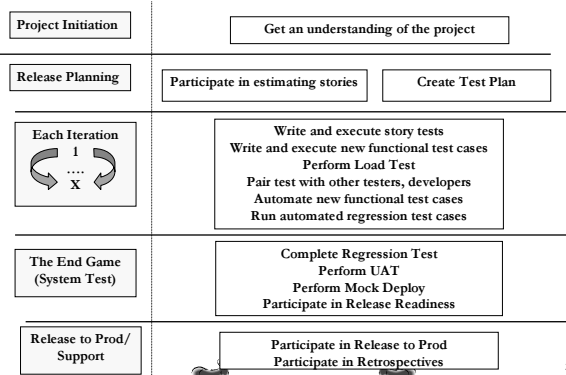 Project Initiation
Get an understanding of the project
Release Planning
Participate in estimating stories
Create Test Plan
Each Iteration
1
....
X
Write and execute story tests
Write and execute new functional test cases
Perform Load Test
Pair test with other testers, developers
Automate new functional test cases
Run automated regression test cases
The End Game
(System Test)
Complete Regression Test
Perform UAT
Perform Mock Deploy
Participate in Release Readiness
Release to Prod/
Support
Participate in Release to Prod
Participate in Retrospectives